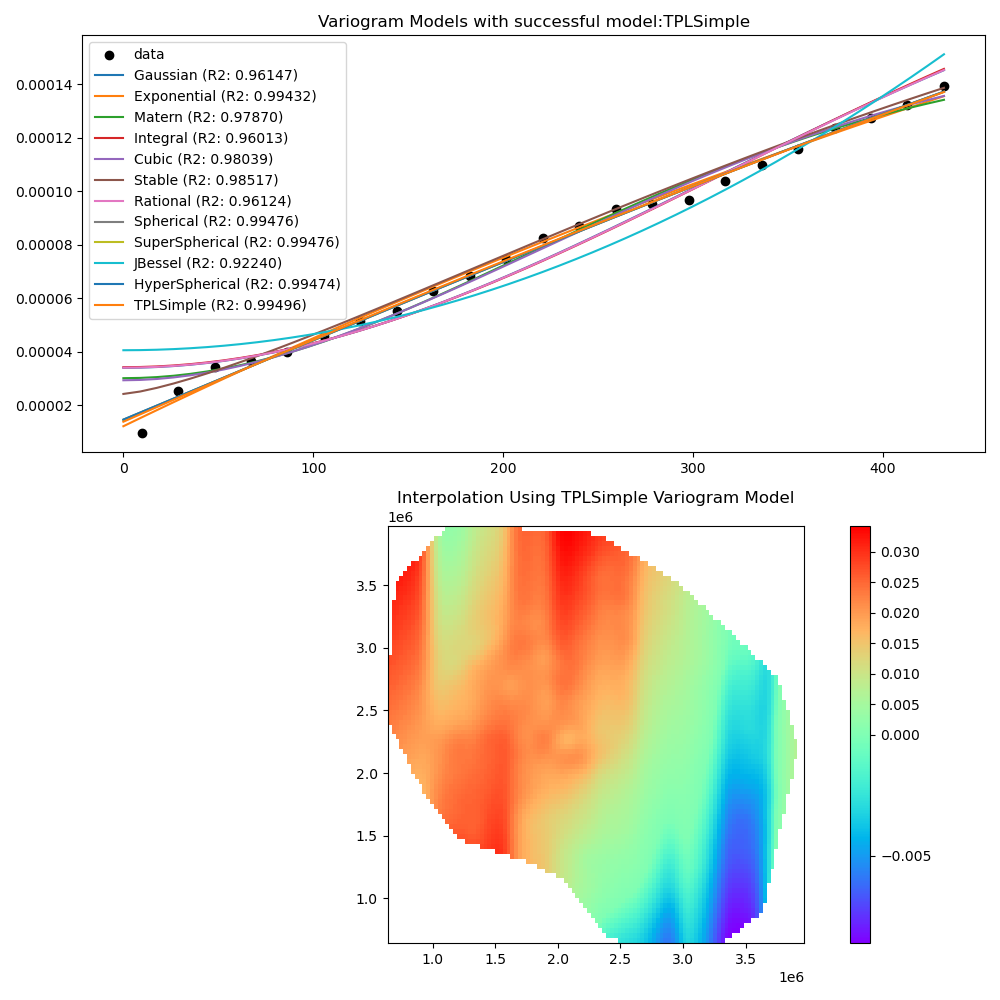 Variogram Models with successful model:TPLSimple
0.00014
0.00012
0.00010
0.00008
0.00006
0.00004
0.00002
data
Gaussian (R2: 0.96147)
Exponential (R2: 0.99432)
Matern (R2: 0.97870)
Integral (R2: 0.96013)
Cubic (R2: 0.98039)
Stable (R2: 0.98517)
Rational (R2: 0.96124)
Spherical (R2: 0.99476)
SuperSpherical (R2: 0.99476)
JBessel (R2: 0.92240)
HyperSpherical (R2: 0.99474)
TPLSimple (R2: 0.99496)
0 100 200 300 400
Interpolation Using TPLSimple Variogram Model
1e6
3.5
3.0
2.5
2.0
1.5
1.0
1.0 1.5 2.0 2.5 3.0 3.5
1e6
0.030
0.025
0.020
0.015
0.010
0.005
0.000
−0.005